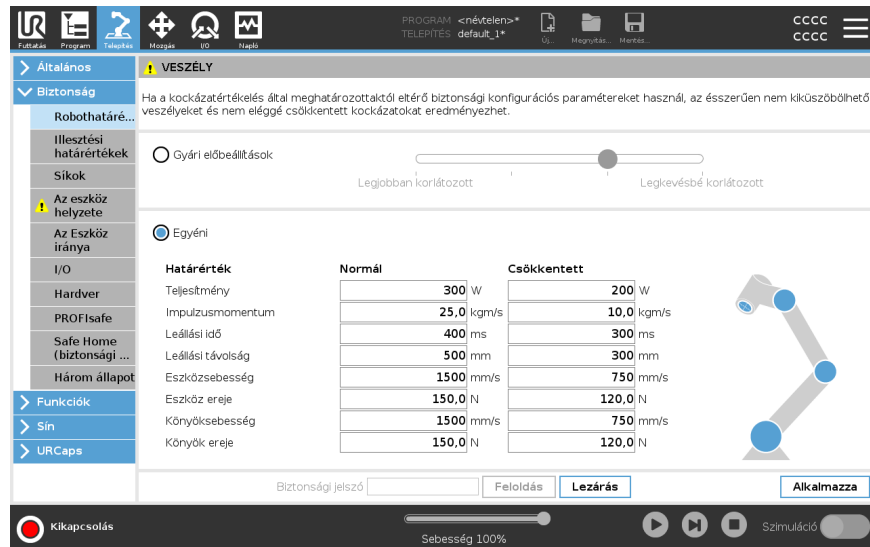 PROGRAM <névtelen>*
TELEPÍTÉS default_1*
CCCC
CCCC
Futtatás Program Telepítés Mozgás I/O Napló Új... Megnyitás... Mentés...
Általános
VESZÉLY
Biztonság
Ha a kockázatértékelés által meghatározottaktól eltérő biztonsági konfigurációs paramétereket használ, az ésszerűen nem kiküszöbölhető
veszélyeket és nem eléggé csökkentett kockázatokat eredményezhet.
Robothatáré...
Illesztési
határértékek
Síkok
Az eszköz
helyzete
Az Eszköz
iránya
I/O
Hardver
PROFIsafe
Safe Home
(biztonsági ...
Három állapot
Funkciók
Sín
URCaps
Gyári előbeállítások
Legjobban korlátozott Legkevésbé korlátozott
Egyéni
Határérték Normál Csökkentett
Teljesítmény 300 W 200 W
Impulzusmomentum 25,0 kgm/s 10,0 kgm/s
Leállási idő 400 ms 300 ms
Leállási távolság 500 mm 300 mm
Eszközsebesség 1500 mm/s 750 mm/s
Eszköz ereje 150,0 N 120,0 N
Könyöksebesség 1500 mm/s 750 mm/s
Könyök ereje 150,0 N 120,0 N
Biztonsági jelszó Feloldás Lezárás Alkalmazza
Kikapcsolás
Sebesség 100%
Szimuláció